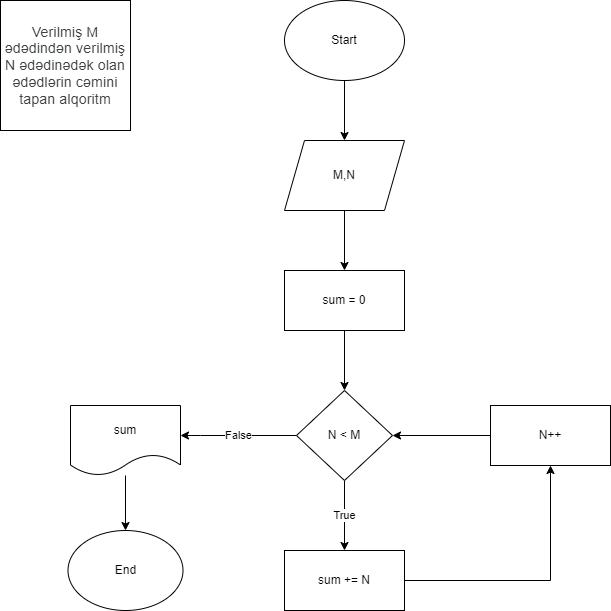 Verilmiş M
ədədindən verilmiş
N ədədinədək olan
ədədlərin cəmini
tapan alqoritm
Start
M,N
sum = 0
N < M
False
sum
N++
True
sum += N
End